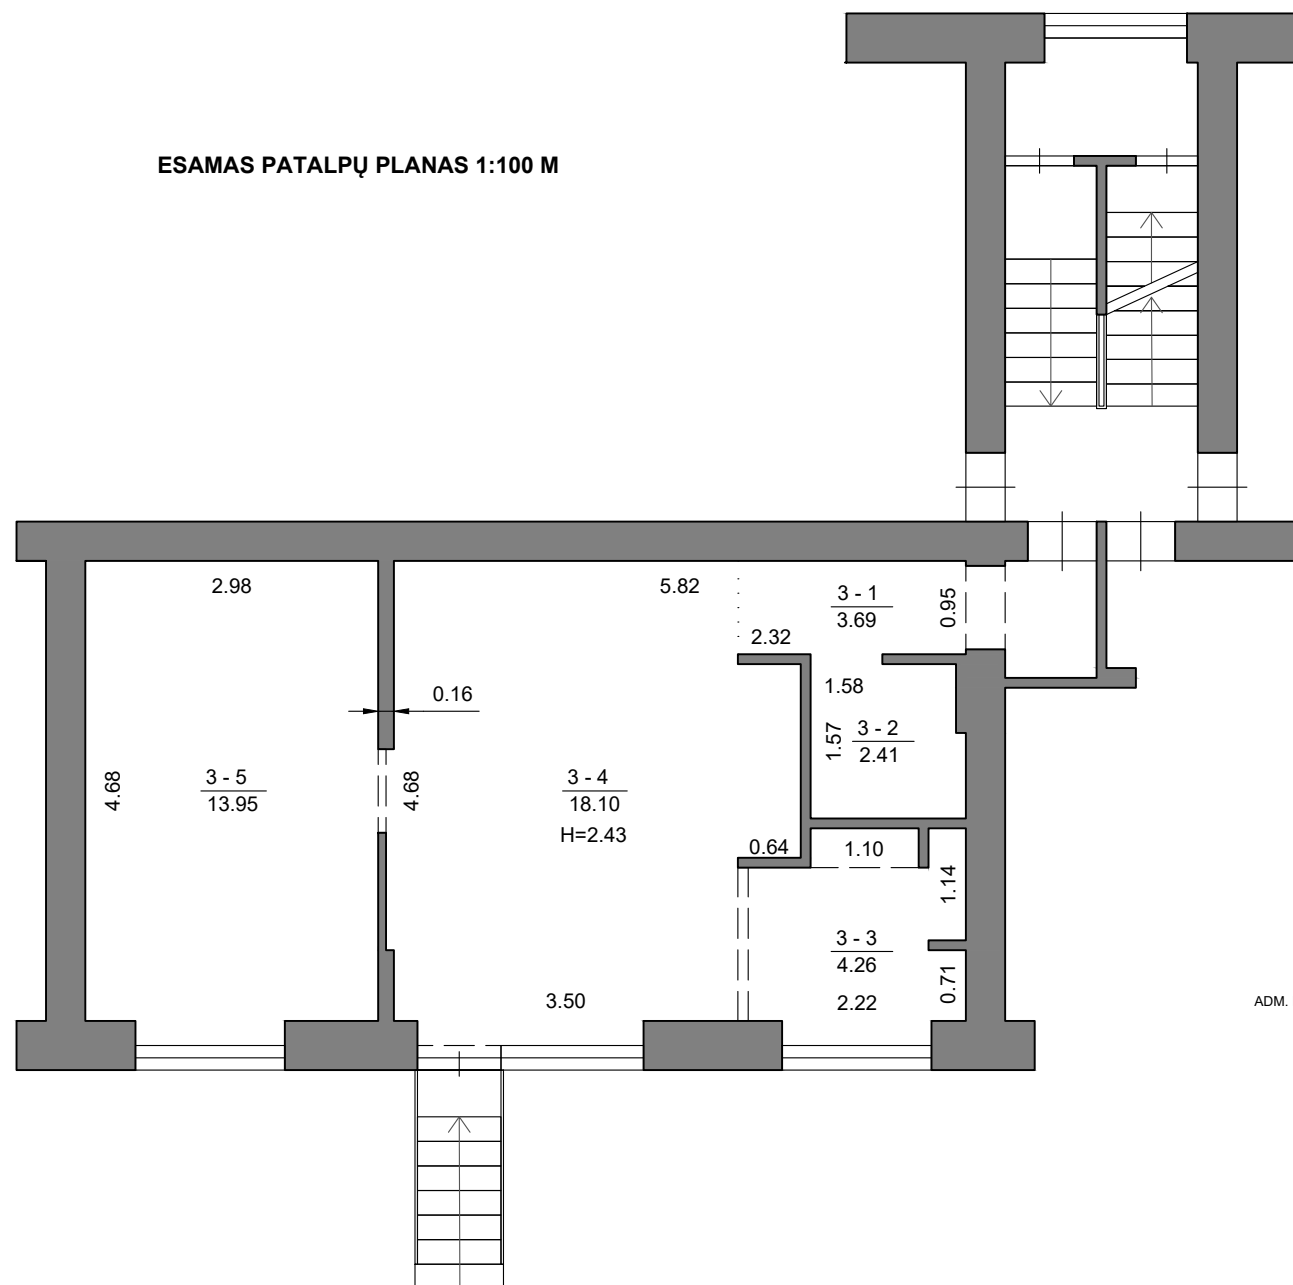 ESAMAS PATALPŲ PLANAS 1:100 M
2.98
5.82
3 - 1
3.69
0.95
2.32
0.16
1.58
1.57
3 - 2
2.41
4.68
3 - 5
13.95
4.68
3 - 4
18.10
H=2.43
0.64
1.10
1.14
3 - 3
4.26
0.71
3.50
2.22
ADM.